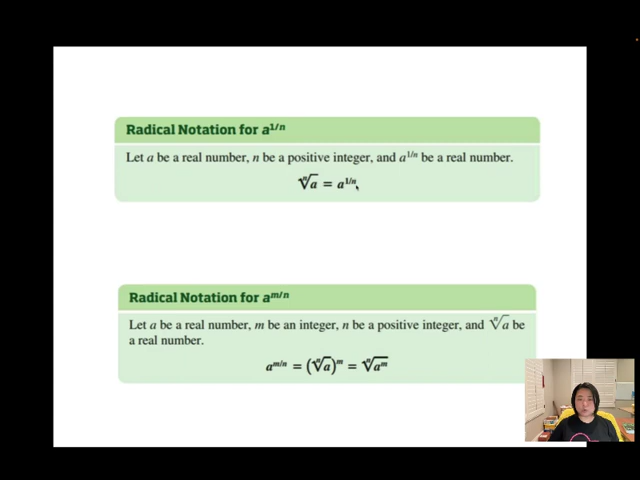 Radical Notation for a^{1/n}
Let a be a real number, n be a positive integer, and a^{1/n} be a real number.
ⁿ√a = a^{1/n}
Radical Notation for a^{m/n}
Let a be a real number, m be an integer, n be a positive integer, and ⁿ√a be
a real number.
a^{m/n} = (ⁿ√a)^m = ⁿ√a^m